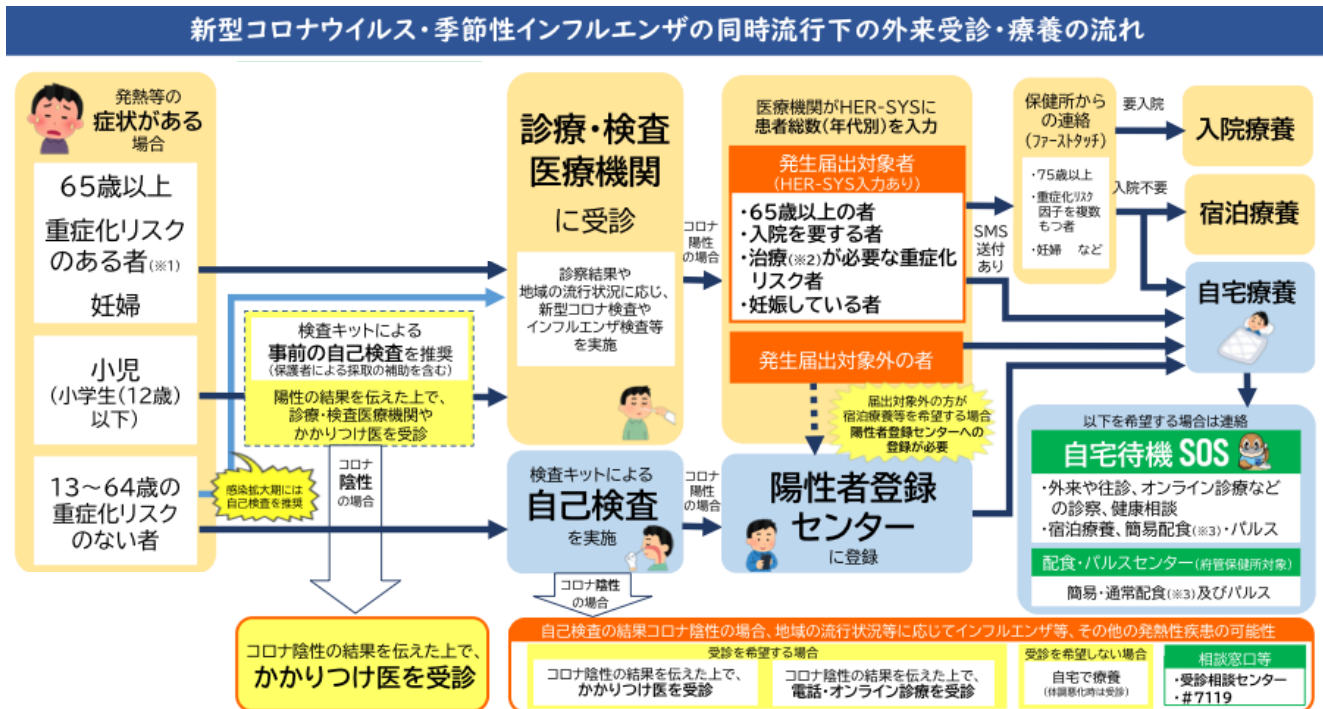 新型コロナウイルス・季節性インフルエンザの同時流行下の外来受診・療養の流れ
発熱等の
症状がある
場合
65歳以上
重症化リスク
のある者(※1)
妊婦
小児
(小学生(12歳)
以下)
13～64歳の
重症化リスク
のない者
感染拡大期には
自己検査を推奨
検査キットによる
事前の自己検査を推奨
(保護者による採取の補助を含む)
陽性の結果を伝えた上で、
診療・検査医療機関や
かかりつけ医を受診
コロナ
陰性
の場合
コロナ陰性の結果を伝えた上で、
かかりつけ医を受診
診療・検査
医療機関
に受診
診察結果や
地域の流行状況に応じ、
新型コロナ検査や
インフルエンザ検査等
を実施
検査キットによる
自己検査
を実施
コロナ陰性
の場合
コロナ
陽性
の場合
コロナ
陽性
の場合
医療機関がHER-SYSに
患者総数(年代別)を入力
発生届出対象者
(HER-SYS入力あり)
・65歳以上の者
・入院を要する者
・治療(※2)が必要な重症化
リスク者
・妊娠している者
発生届出対象外の者
届出対象外の方が
宿泊療養等を希望する場合
陽性者登録センターへの
登録が必要
陽性者登録
センター
に登録
SMS
送付
あり
保健所から
の連絡
(ファーストタッチ)
・75歳以上
・重症化リスク
因子を複数
もつ者
・妊婦 など
要入院
入院不要
入院療養
宿泊療養
自宅療養
以下を希望する場合は連絡
自宅待機SOS
・外来や往診、オンライン診療など
の診察、健康相談
・宿泊療養、簡易配食(※3)・パルス
配食・パルスセンター(府管保健所対象)
簡易・通常配食(※3)及びパルス
自己検査の結果コロナ陰性の場合、地域の流行状況等に応じてインフルエンザ等、その他の発熱性疾患の可能性
受診を希望する場合
コロナ陰性の結果を伝えた上で、
かかりつけ医を受診
コロナ陰性の結果を伝えた上で、
電話・オンライン診療を受診
受診を希望しない場合
自宅で療養
(体調悪化時は受診)
相談窓口等
・受診相談センター
・#7119